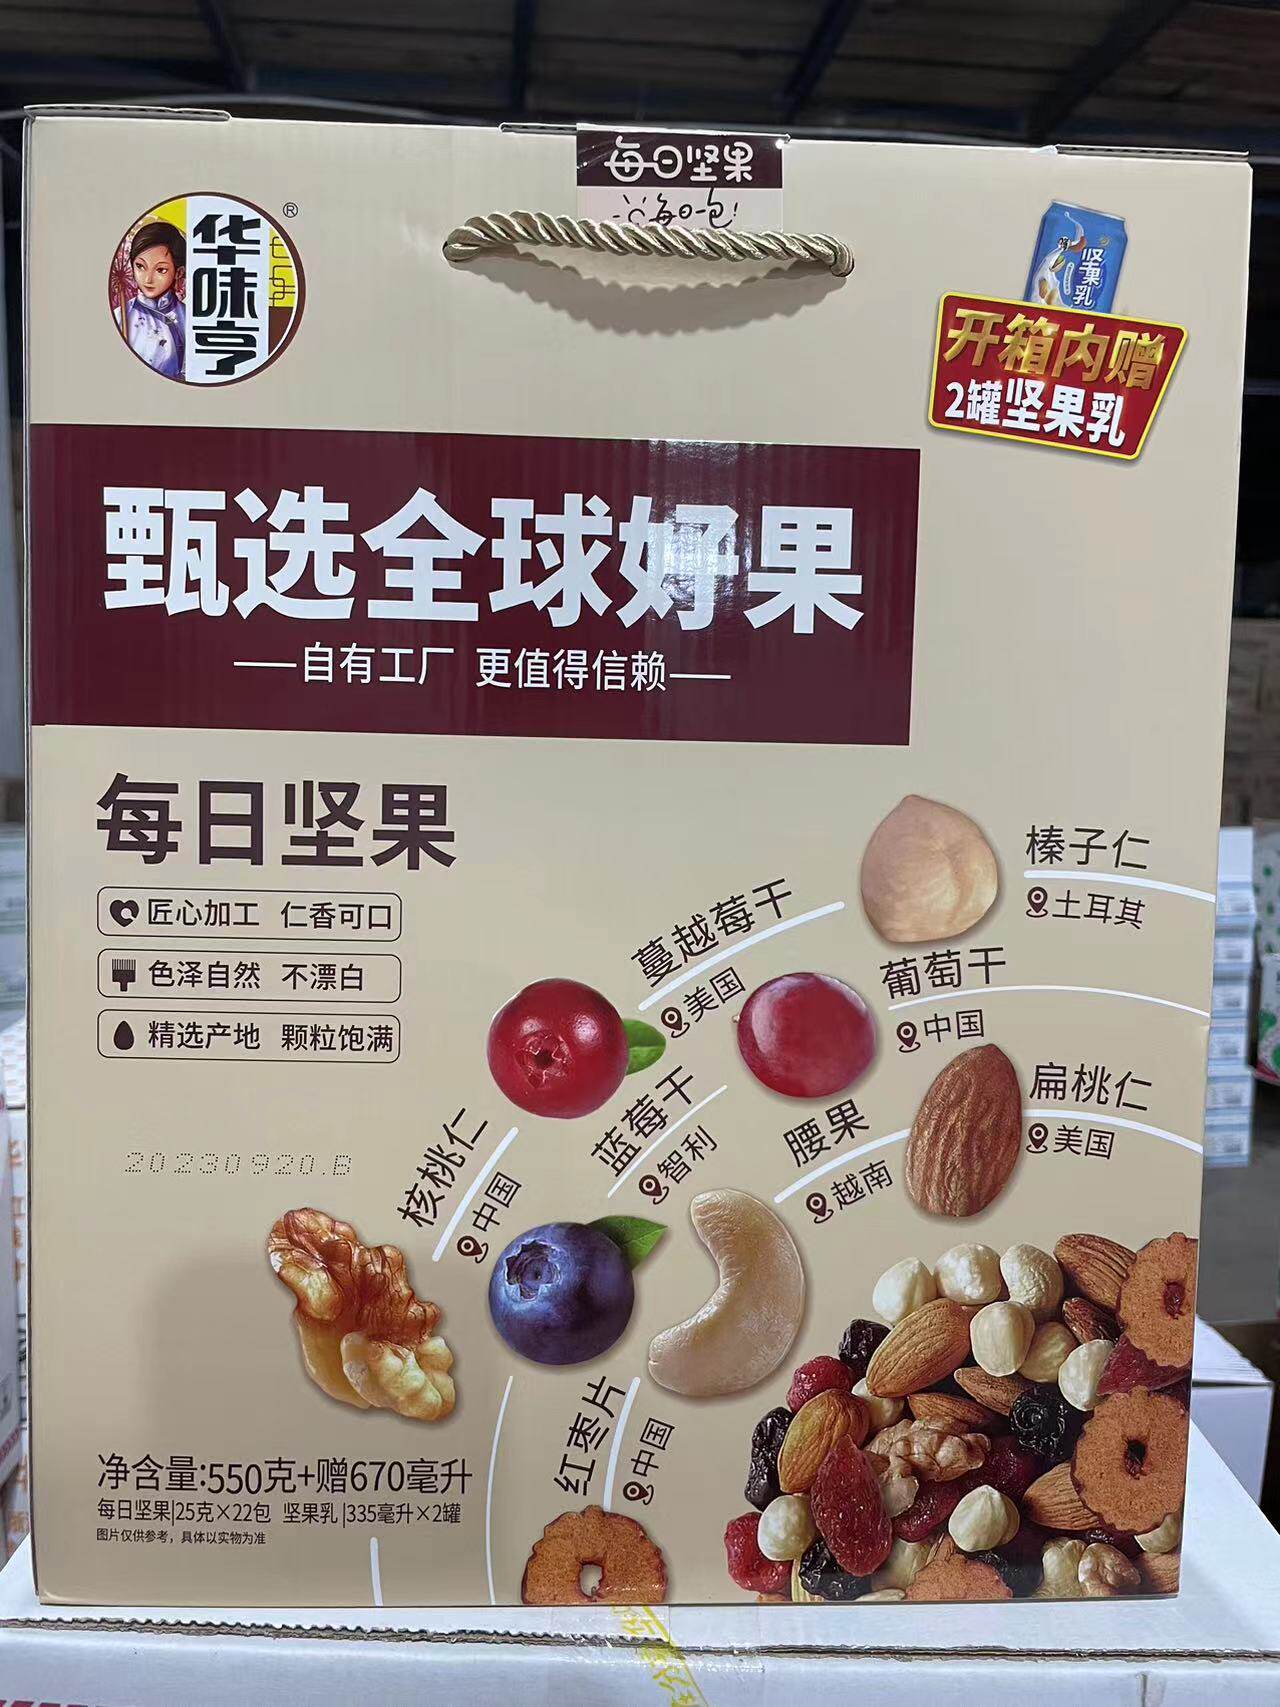 每日坚果
嗨每日一包!
华味亨
®
坚果乳
开箱内赠
2罐坚果乳
甄选全球好果
自有工厂 更值得信赖
每日坚果
匠心加工 仁香可口
色泽自然 不漂白
精选产地 颗粒饱满
20230920.B
榛子仁
土耳其
蔓越莓干
美国
葡萄干
中国
扁桃仁
美国
蓝莓干
智利
腰果
越南
核桃仁
中国
红枣片
中国
净含量:550克+赠670毫升
每日坚果|25克×22包 坚果乳|335毫升×2罐
图片仅供参考，具体以实物为准